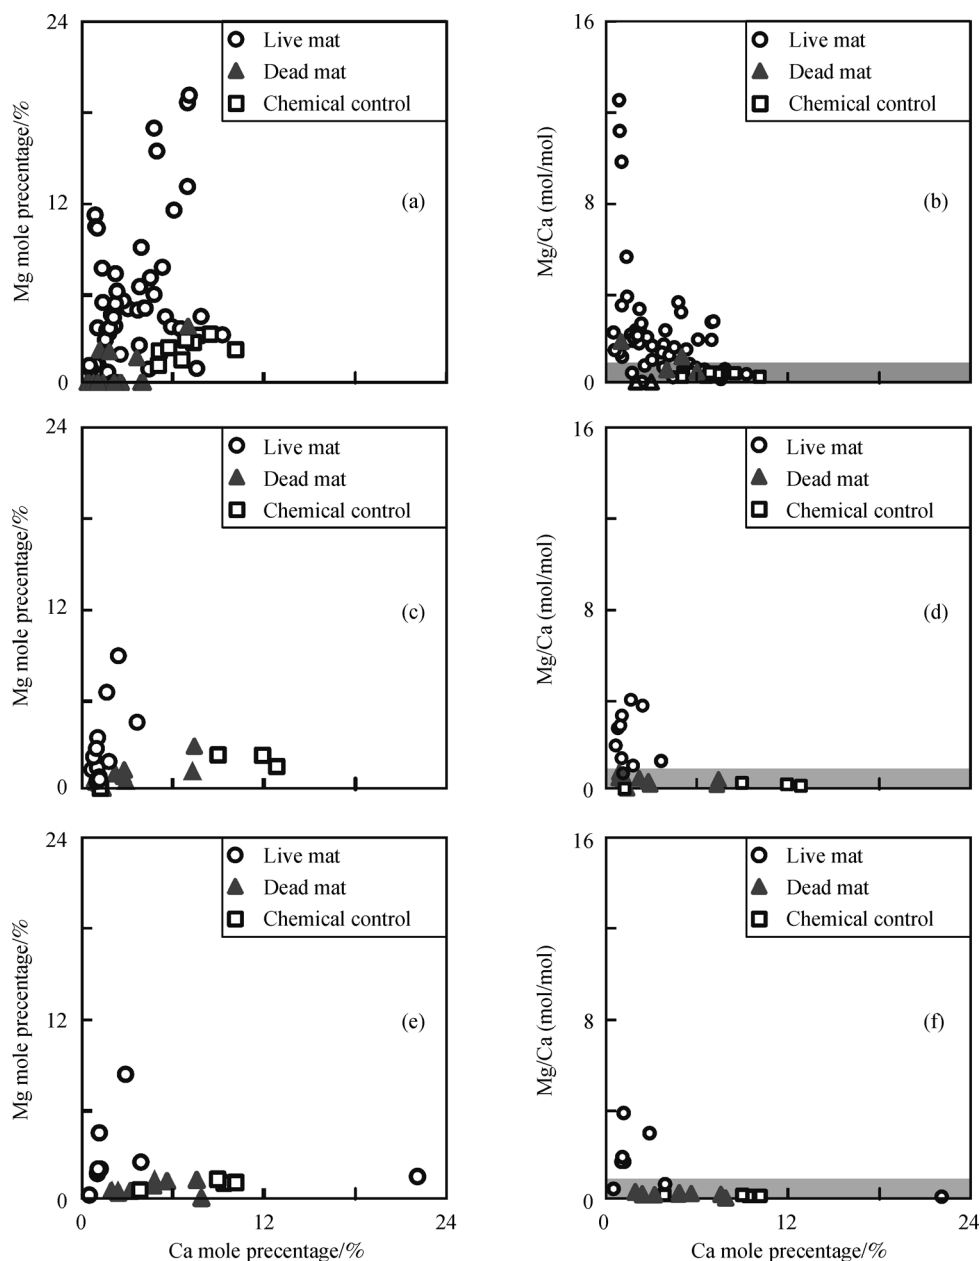 24
Live mat
Dead mat
Chemical control
12
(a)
0
Mg mole precentage/%
16
Live mat
Dead mat
Chemical control
8
(b)
0
Mg/Ca (mol/mol)
24
Live mat
Dead mat
Chemical control
12
(c)
0
Mg mole precentage/%
16
Live mat
Dead mat
Chemical control
8
(d)
0
Mg/Ca (mol/mol)
24
Live mat
Dead mat
Chemical control
12
(e)
0
Mg mole precentage/%
0 12 24
Ca mole precentage/%
16
Live mat
Dead mat
Chemical control
8
(f)
0
Mg/Ca (mol/mol)
0 12 24
Ca mole precentage/%